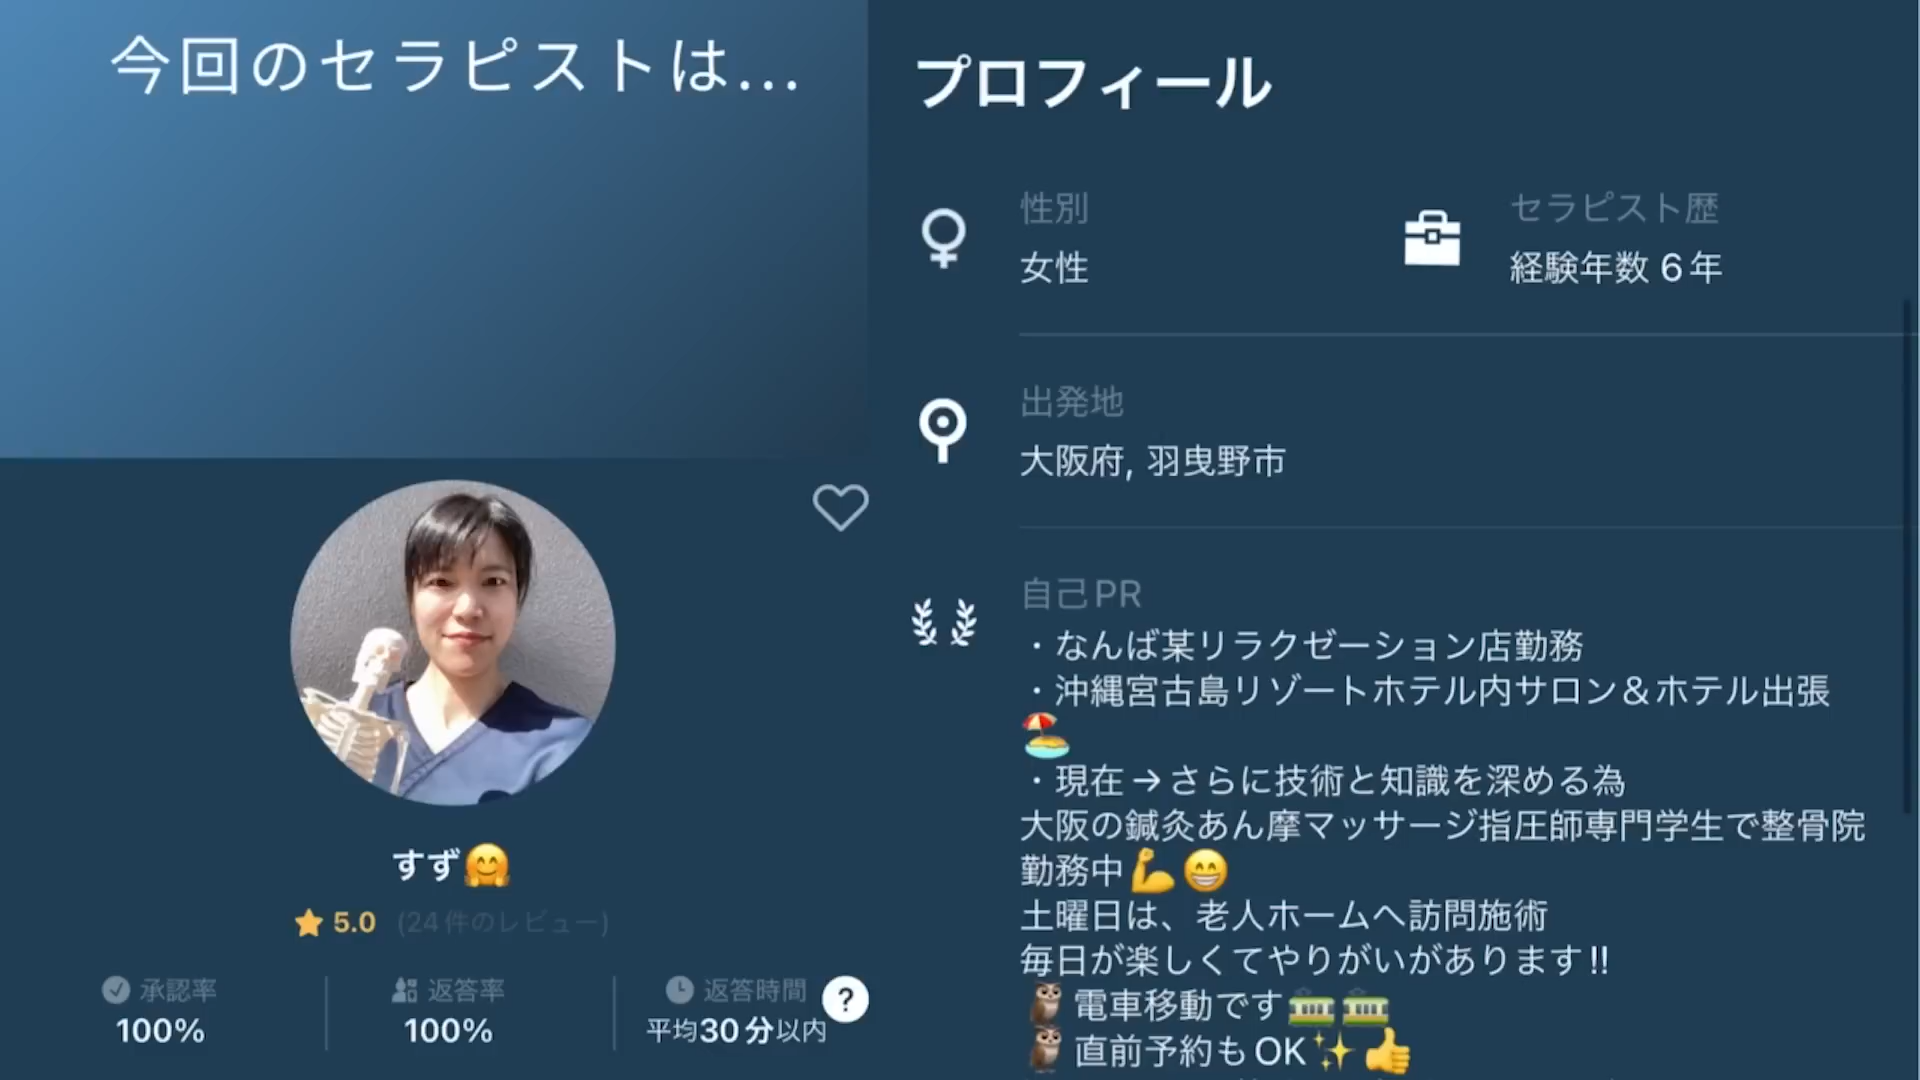 今回のセラピストは...
すず🤗
5.0 (24件のレビュー)
承認率
100%
返答率
100%
返答時間
?
平均30分以内
プロフィール
性別
女性
セラピスト歴
経験年数 6年
出発地
大阪府, 羽曳野市
自己PR
・なんば某リラクゼーション店勤務
・沖縄宮古島リゾートホテル内サロン＆ホテル出張
🏖️
・現在→さらに技術と知識を深める為
大阪の鍼灸あん摩マッサージ指圧師専門学生で整骨院
勤務中💪😁
土曜日は、老人ホームへ訪問施術
毎日が楽しくてやりがいがあります‼
🦉電車移動です🚃🚃
🦉直前予約もOK✨👍